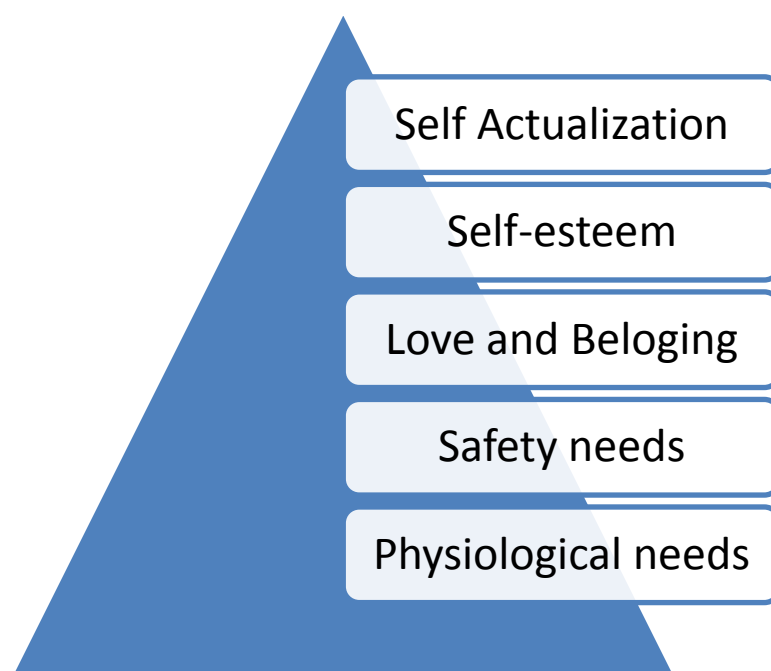 Self Actualization
Self-esteem
Love and Beloging
Safety needs
Physiological needs